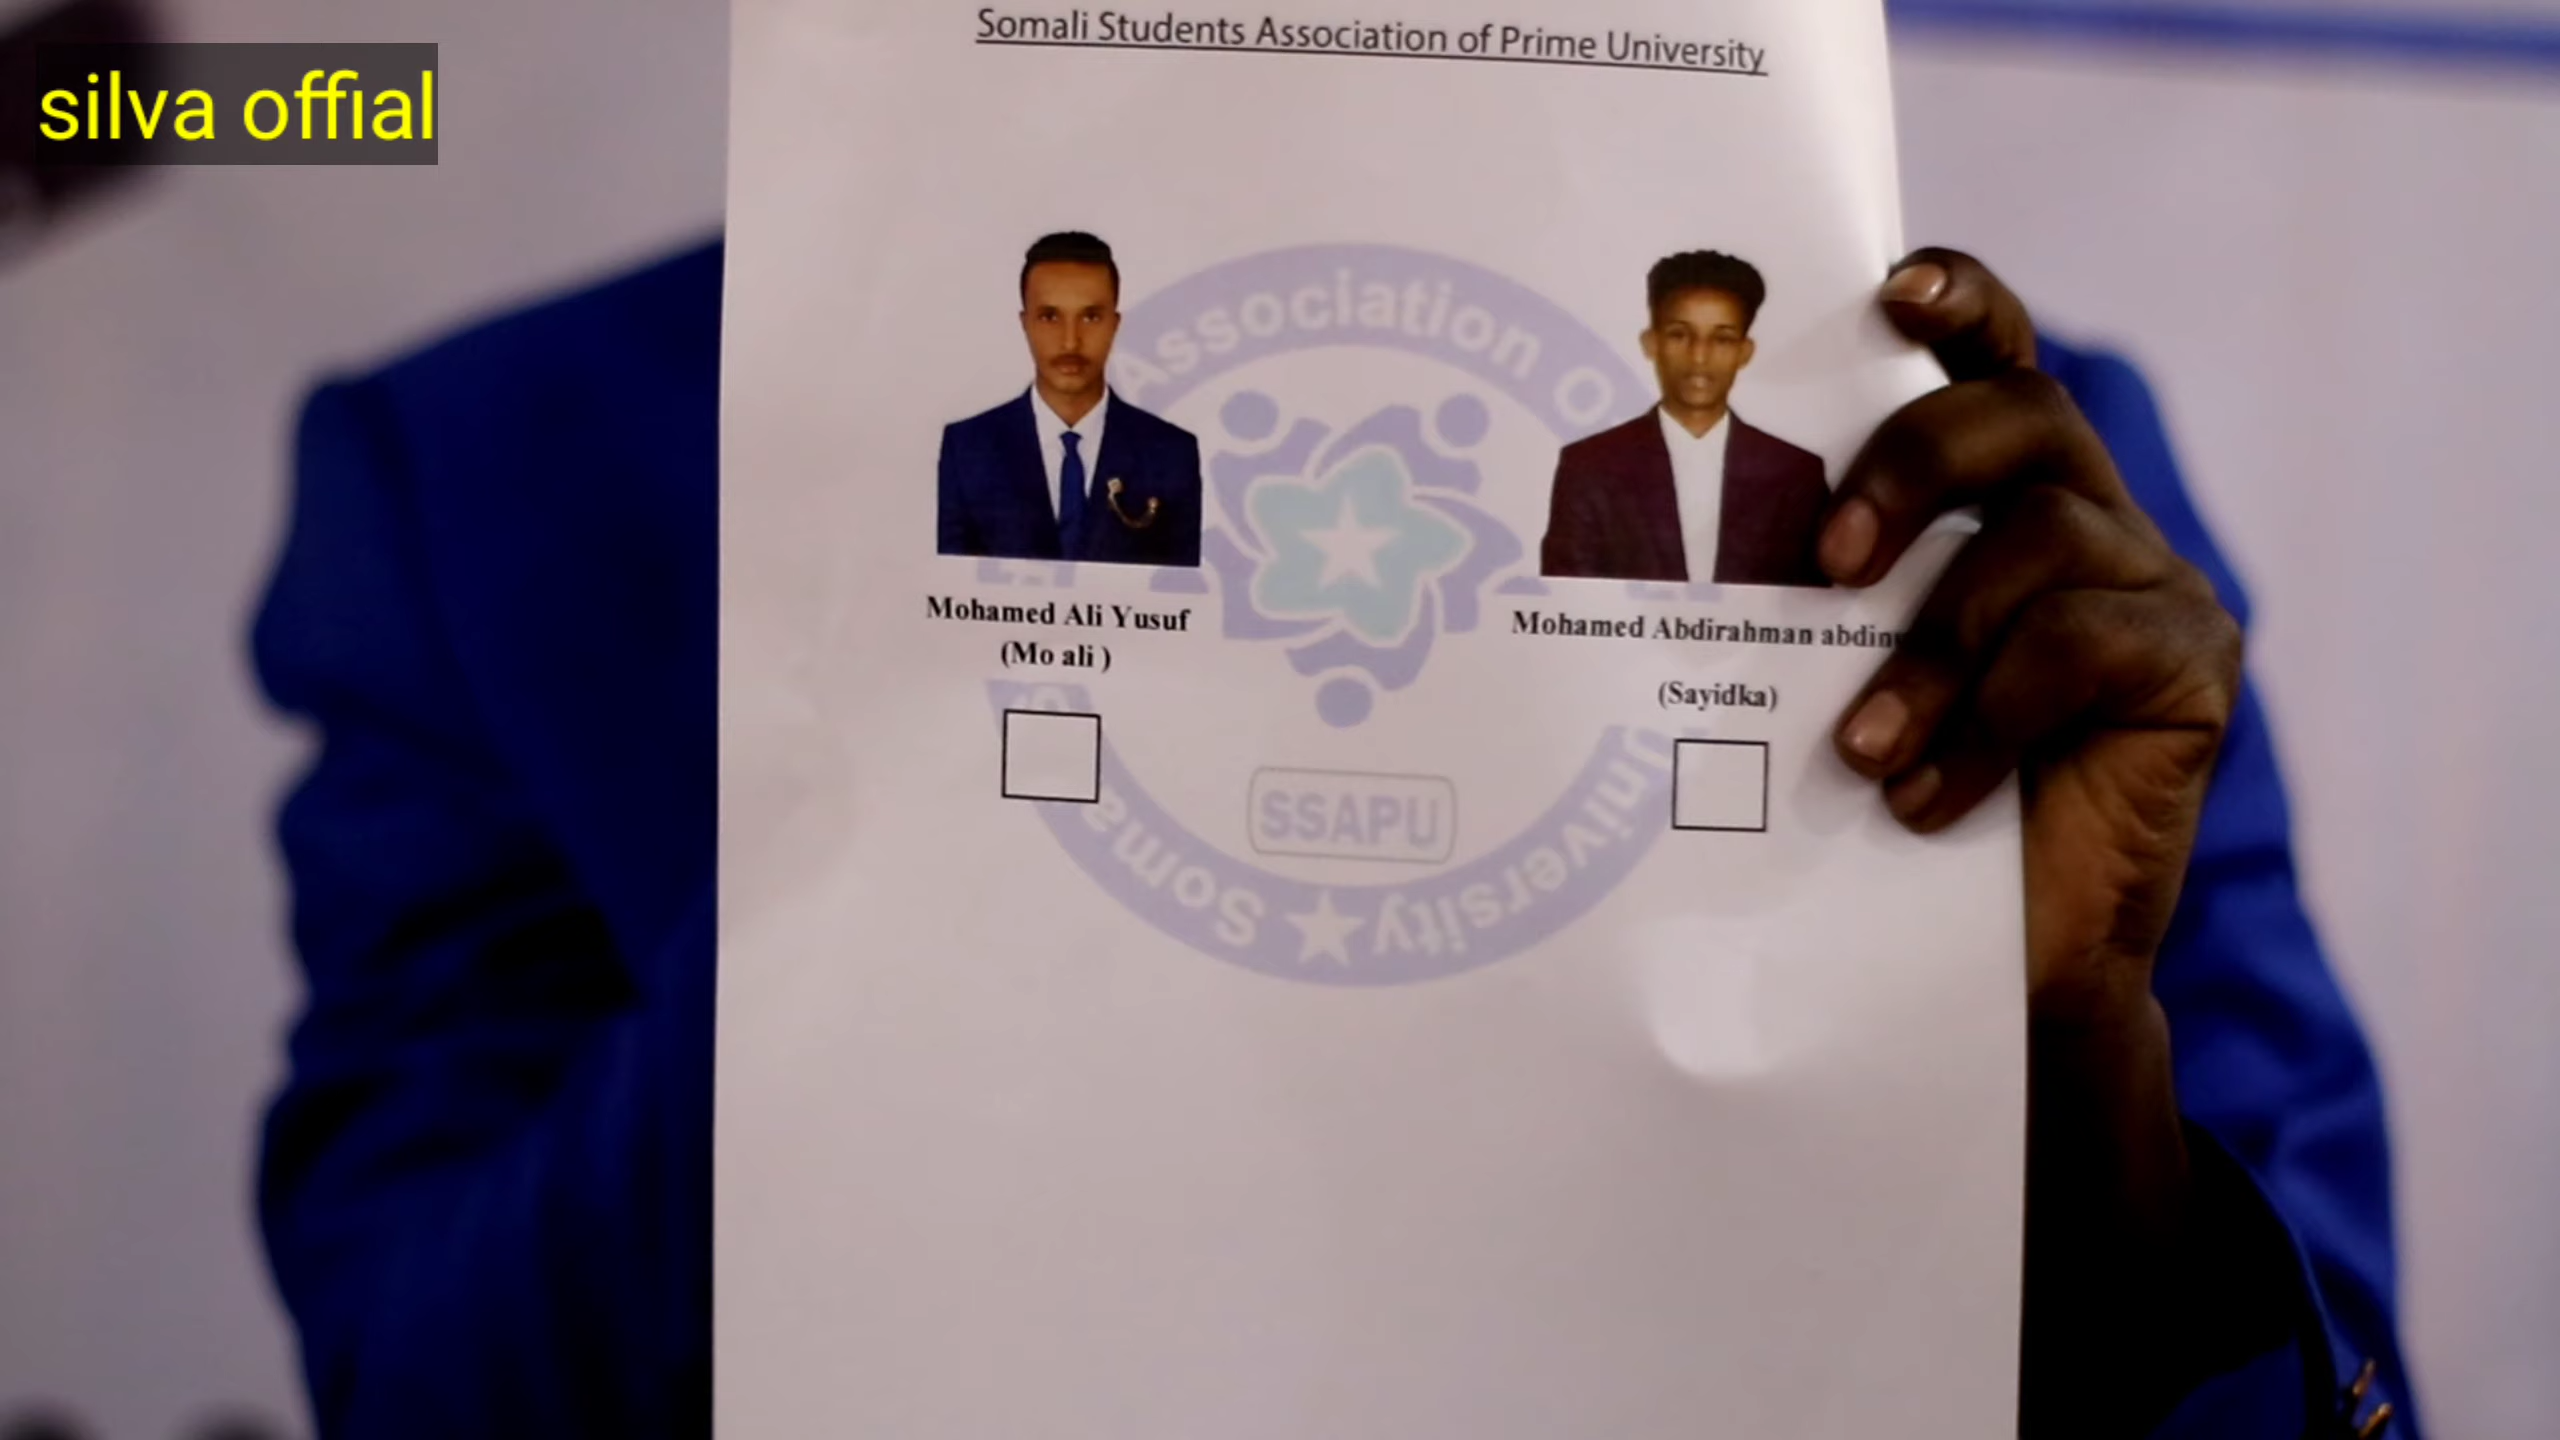 silva offial
Somali Students Association of Prime University
Association O
Mohamed Ali Yusuf
(Mo ali )
Mohamed Abdirahman
(Sayidka)
SSAPU
University